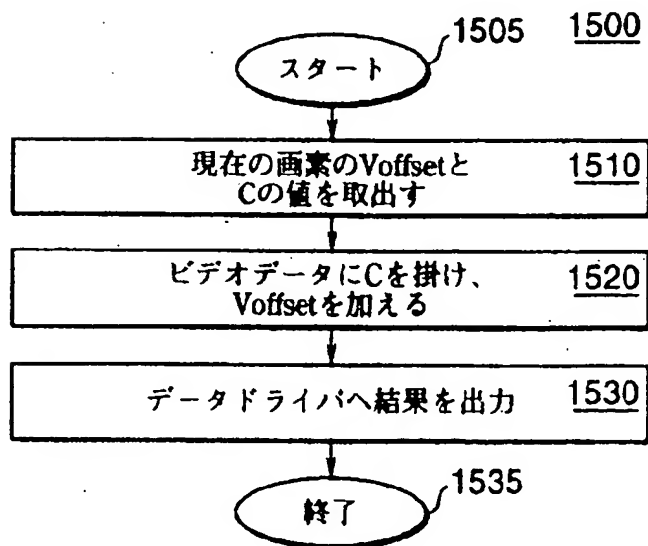 1505
1500
スタート
現在の画素のVoffsetと
Cの値を取出す
1510
ビデオデータにCを掛け、
Voffsetを加える
1520
データドライバへ結果を出力
1530
1535
終了